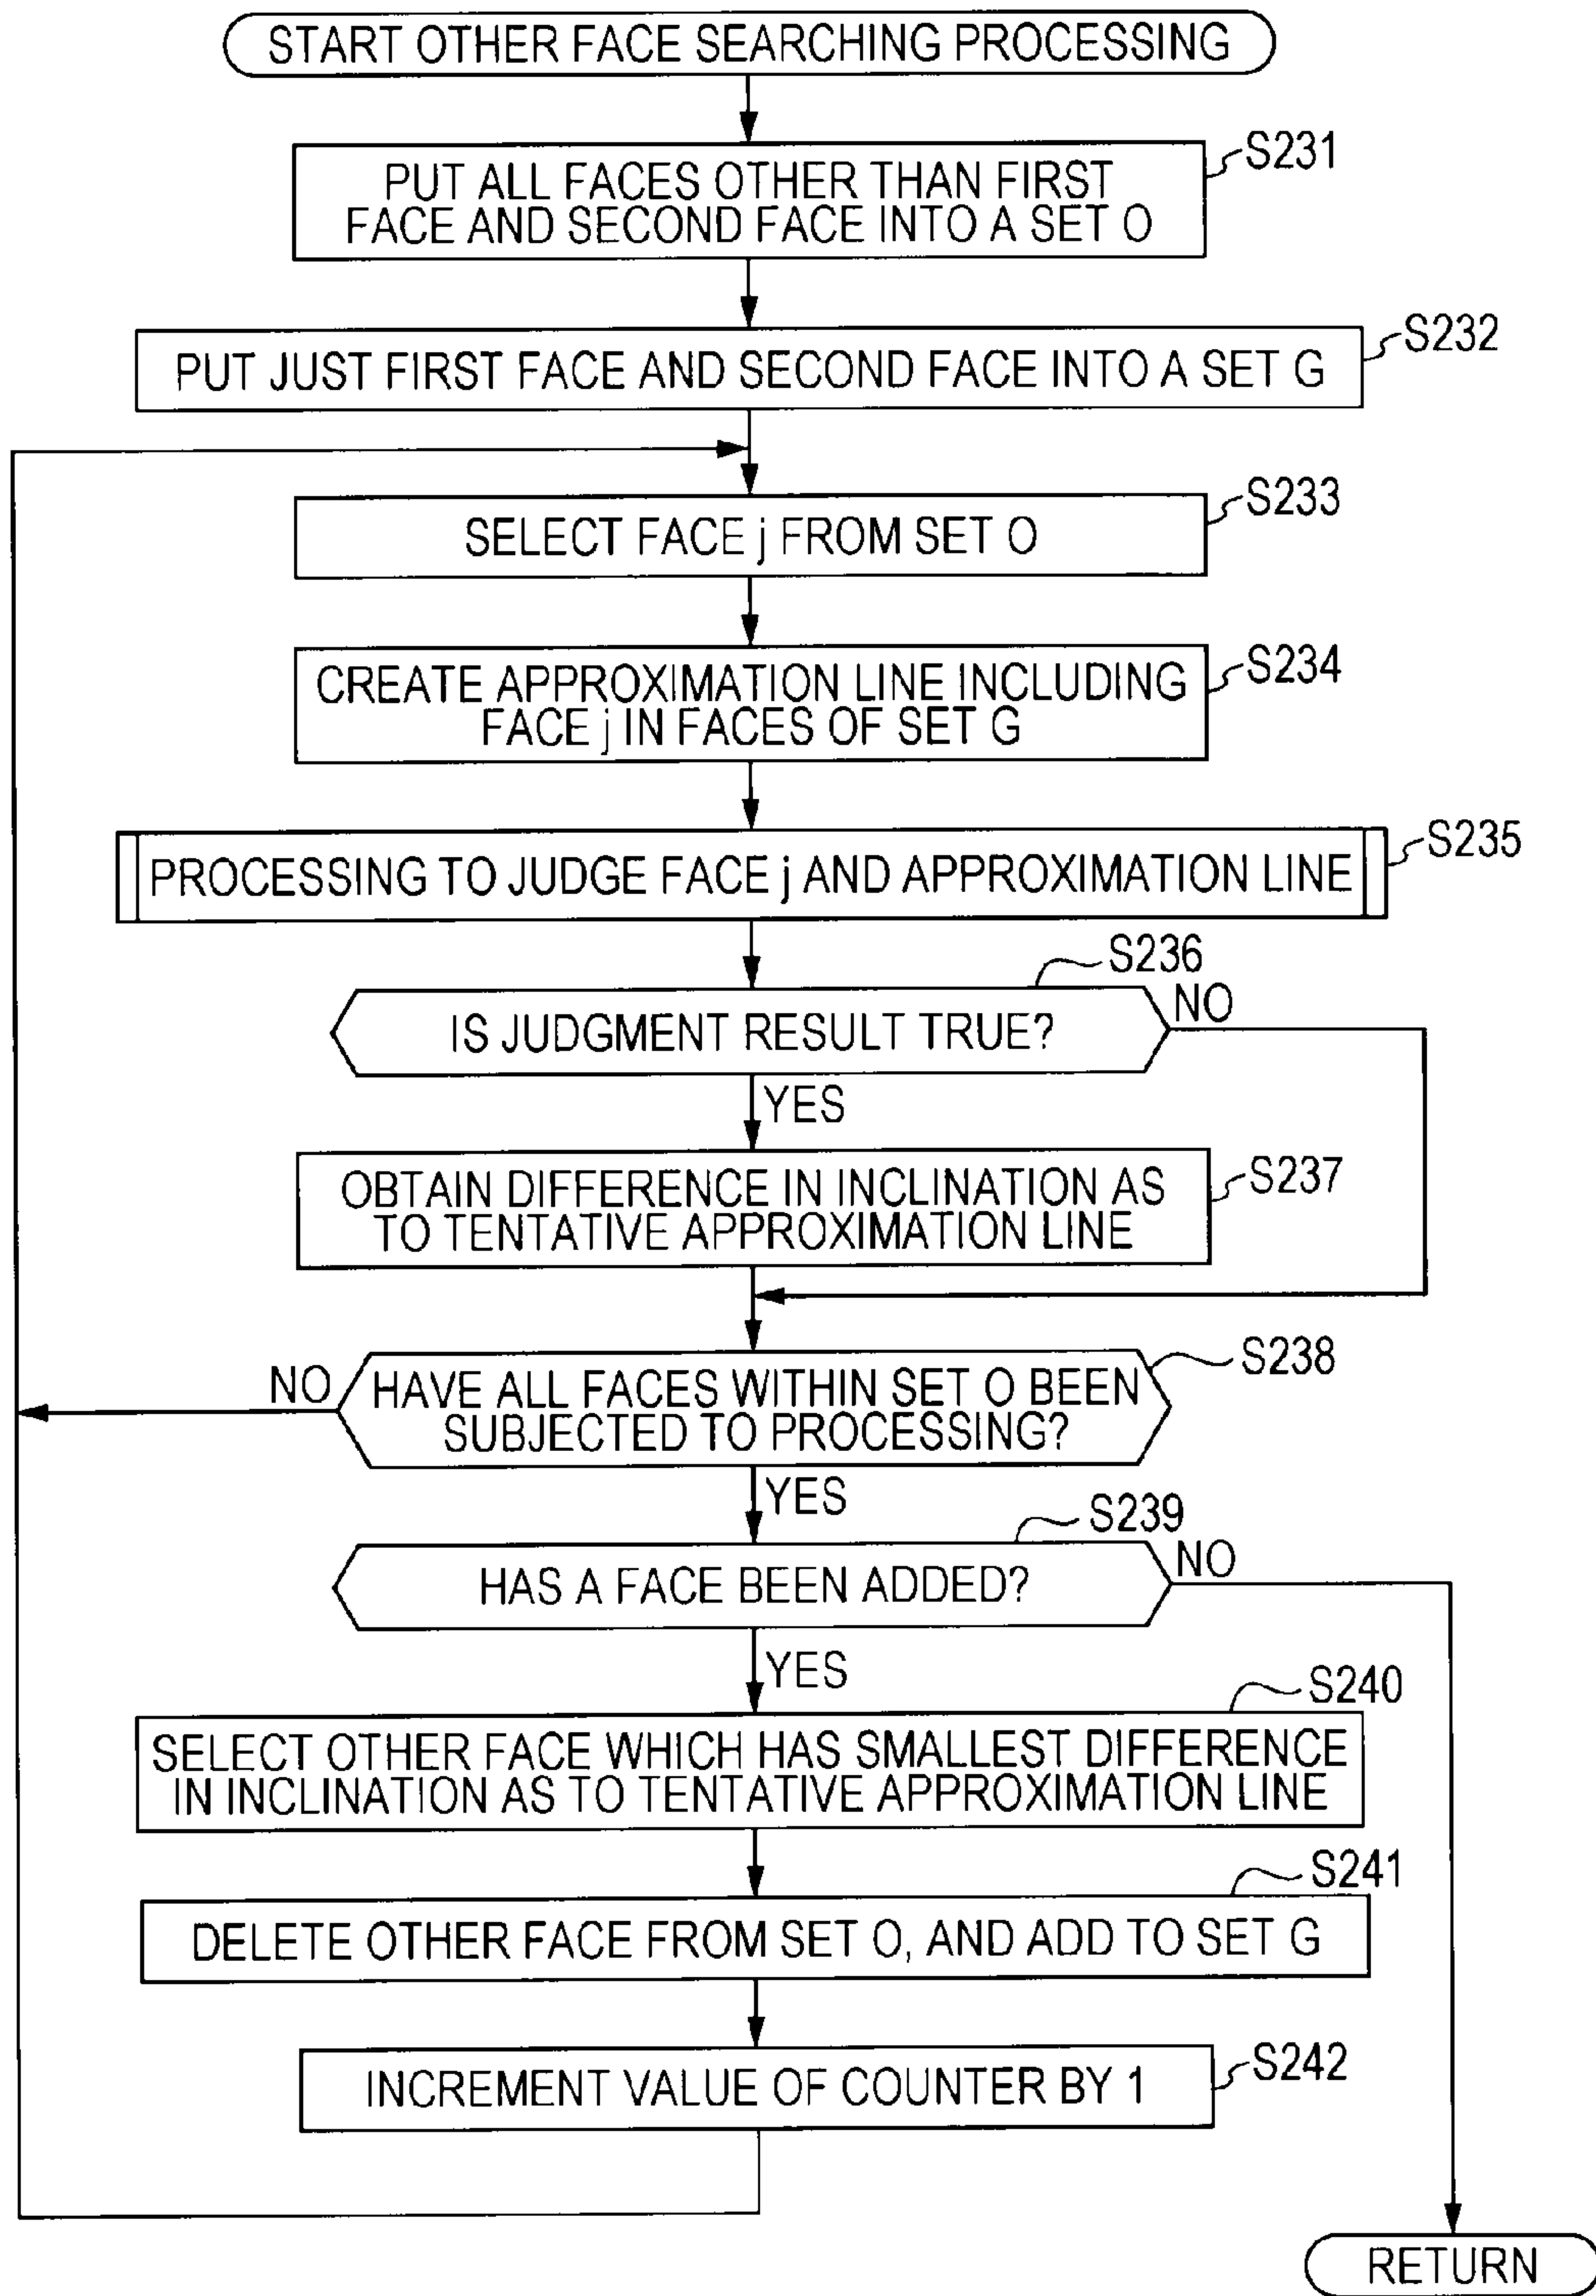 START OTHER FACE SEARCHING PROCESSING
S231
PUT ALL FACES OTHER THAN FIRST
FACE AND SECOND FACE INTO A SET O
S232
PUT JUST FIRST FACE AND SECOND FACE INTO A SET G
S233
SELECT FACE j FROM SET O
S234
CREATE APPROXIMATION LINE INCLUDING
FACE j IN FACES OF SET G
S235
PROCESSING TO JUDGE FACE j AND APPROXIMATION LINE
S236
IS JUDGMENT RESULT TRUE?
NO
YES
S237
OBTAIN DIFFERENCE IN INCLINATION AS
TO TENTATIVE APPROXIMATION LINE
S238
NO
HAVE ALL FACES WITHIN SET O BEEN
SUBJECTED TO PROCESSING?
YES
S239
HAS A FACE BEEN ADDED?
NO
YES
S240
SELECT OTHER FACE WHICH HAS SMALLEST DIFFERENCE
IN INCLINATION AS TO TENTATIVE APPROXIMATION LINE
S241
DELETE OTHER FACE FROM SET O, AND ADD TO SET G
S242
INCREMENT VALUE OF COUNTER BY 1
RETURN